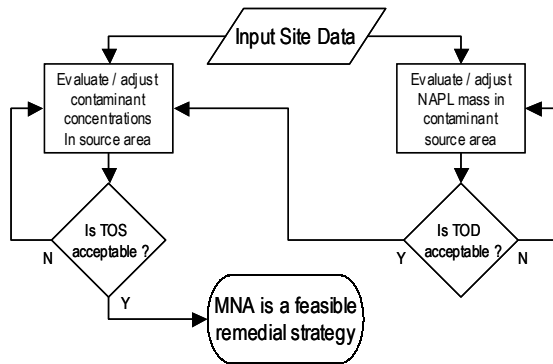 Input Site Data
Evaluate / adjust
contaminant
concentrations
In source area
Evaluate / adjust
NAPL mass in
contaminant
source area
Is TOS
acceptable ?
N
Y
Is TOD
acceptable ?
Y
N
MNA is a feasible
remedial strategy